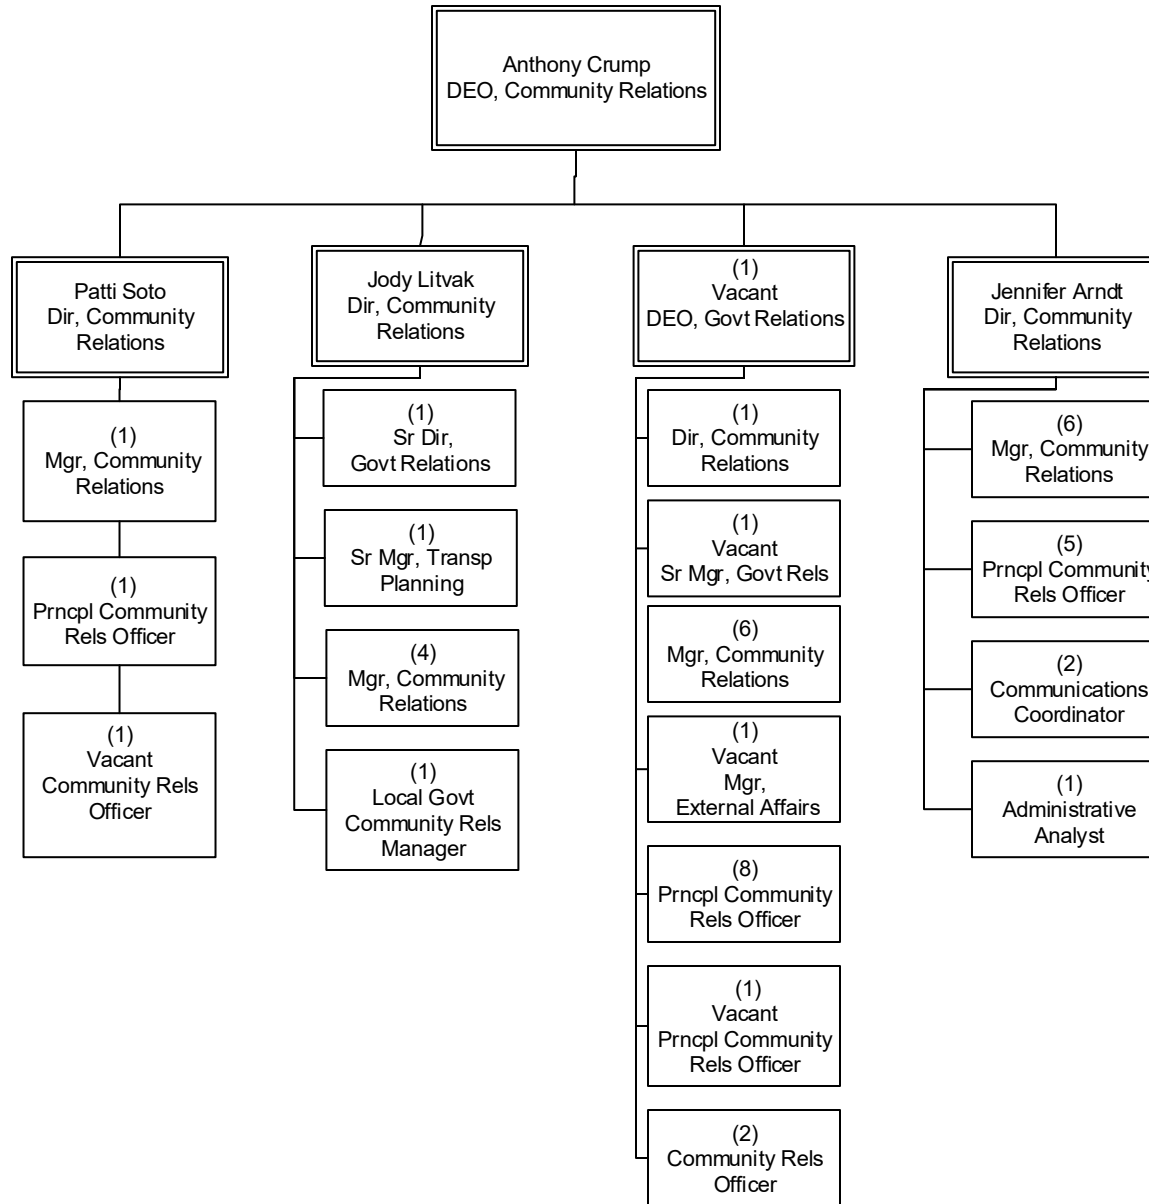 Anthony Crump
DEO, Community Relations
Patti Soto
Dir, Community
Relations
(1)
Mgr, Community
Relations
(1)
Prncpl Community
Rels Officer
(1)
Vacant
Community Rels
Officer
Jody Litvak
Dir, Community
Relations
(1)
Sr Dir,
Govt Relations
(1)
Sr Mgr, Transp
Planning
(4)
Mgr, Community
Relations
(1)
Local Govt
Community Rels
Manager
(1)
Vacant
DEO, Govt Relations
(1)
Dir, Community
Relations
(1)
Vacant
Sr Mgr, Govt Rels
(6)
Mgr, Community
Relations
(1)
Vacant
Mgr,
External Affairs
(8)
Prncpl Community
Rels Officer
(1)
Vacant
Prncpl Community
Rels Officer
(2)
Community Rels
Officer
Jennifer Arndt
Dir, Community
Relations
(6)
Mgr, Community
Relations
(5)
Prncpl Community
Rels Officer
(2)
Communications
Coordinator
(1)
Administrative
Analyst